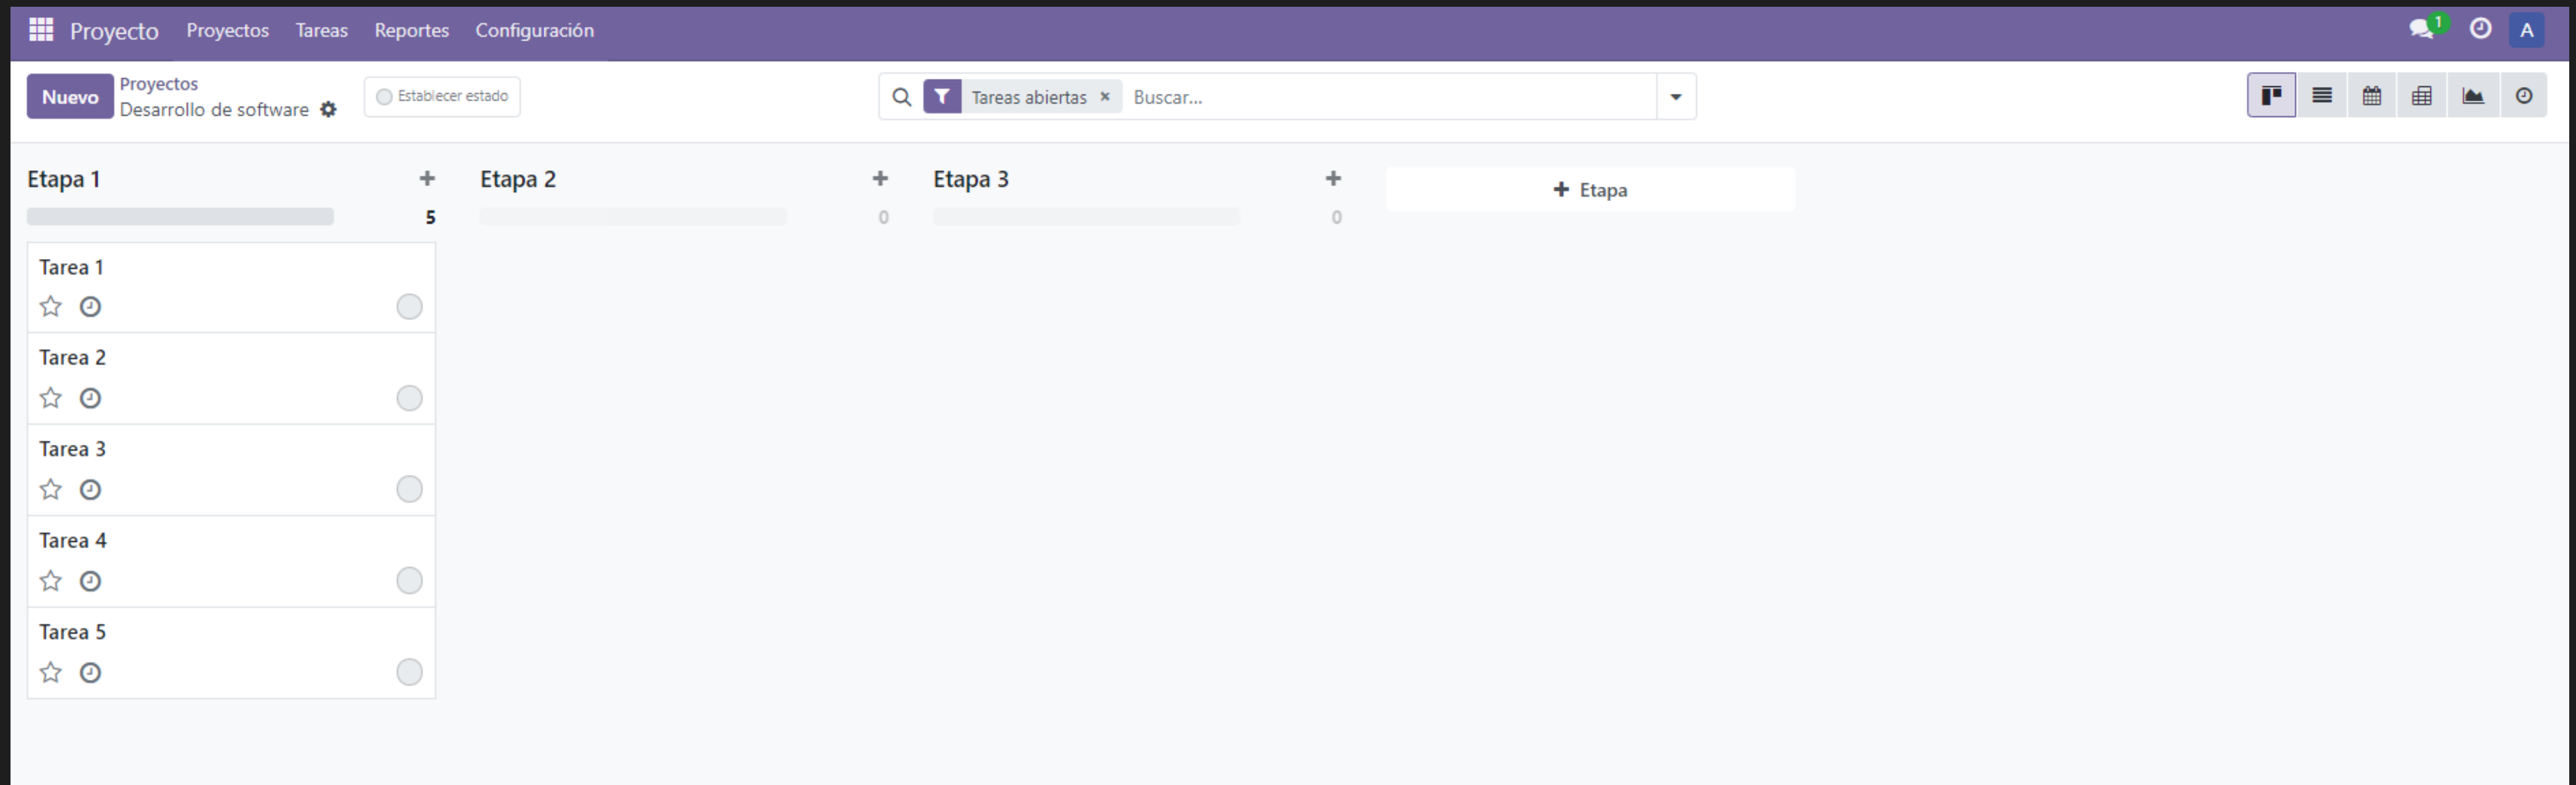 Proyecto Proyectos Tareas Reportes Configuración 1 A
Nuevo Proyectos Establecer estado Tareas abiertas × Buscar...
Desarrollo de software
Etapa 1 + Etapa 2 + Etapa 3 + + Etapa
5 0 0
Tarea 1
Tarea 2
Tarea 3
Tarea 4
Tarea 5